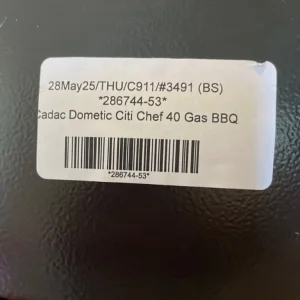 28May25/THU/C911/#3491 (BS)
*286744-53*
Cadac Dometic Citi Chef 40 Gas BBQ
*286744-53*